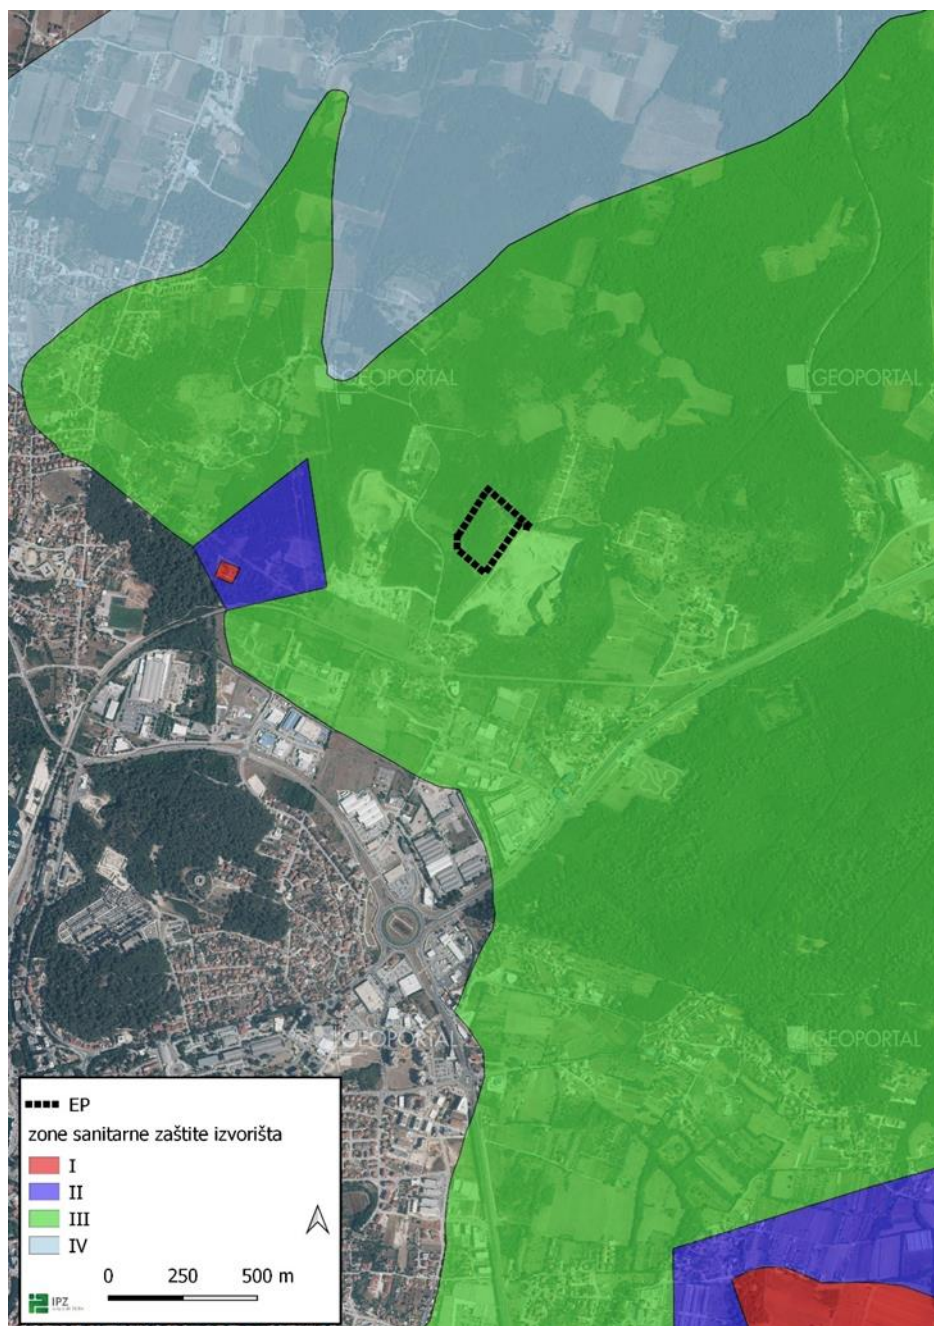 GEOPORTAL
GEOPORTAL
GEOPORTAL
GEOPORTAL
EP
zone sanitarne zaštite izvorišta
I
II
III
IV
0 250 500 m
IPZ